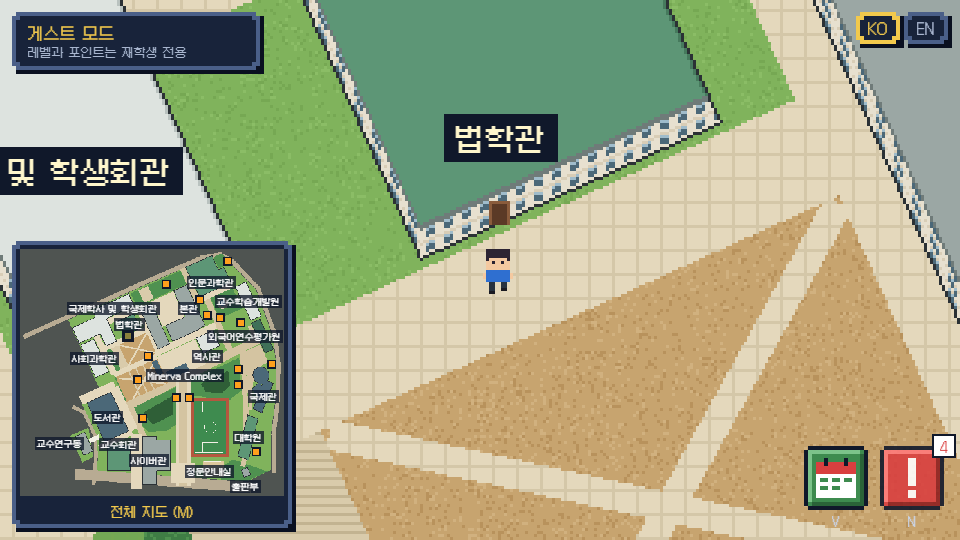 게스트 모드
레벨과 포인트는 재학생 전용
KO
EN
법학관
및 학생회관
인문과학관
국제학사 및 학생회관
본관
교수학습개발원
법학관
외국어연수평가원
사회과학관
역사관
Minerva Complex
국제관
도서관
대학원
교수연구동
교수회관
사이버관
정문안내실
출판부
전체 지도 (M)
4
V
N